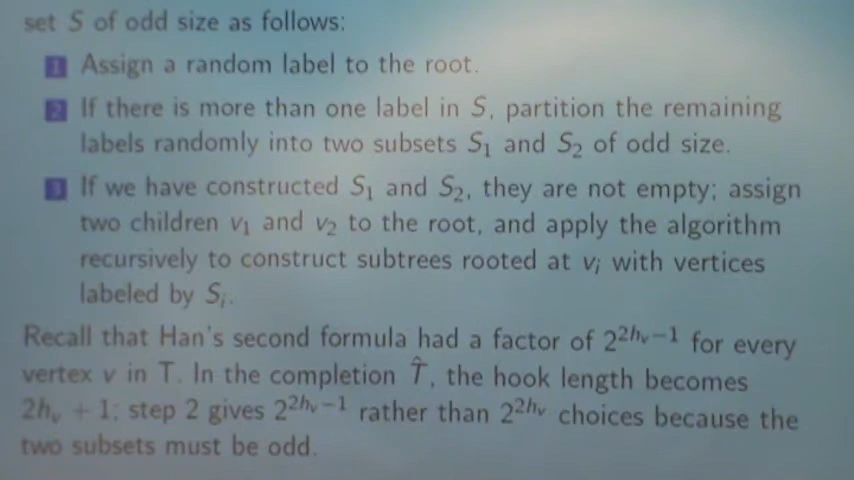 set S of odd size as follows:
1 Assign a random label to the root.
2 If there is more than one label in S, partition the remaining
labels randomly into two subsets S₁ and S₂ of odd size.
3 If we have constructed S₁ and S₂, they are not empty; assign
two children v₁ and v₂ to the root, and apply the algorithm
recursively to construct subtrees rooted at vᵢ with vertices
labeled by Sᵢ.
Recall that Han's second formula had a factor of 2^{2h_v−1} for every
vertex v in T. In the completion T̂, the hook length becomes
2h_v + 1; step 2 gives 2^{2h_v−1} rather than 2^{2h_v} choices because the
two subsets must be odd.